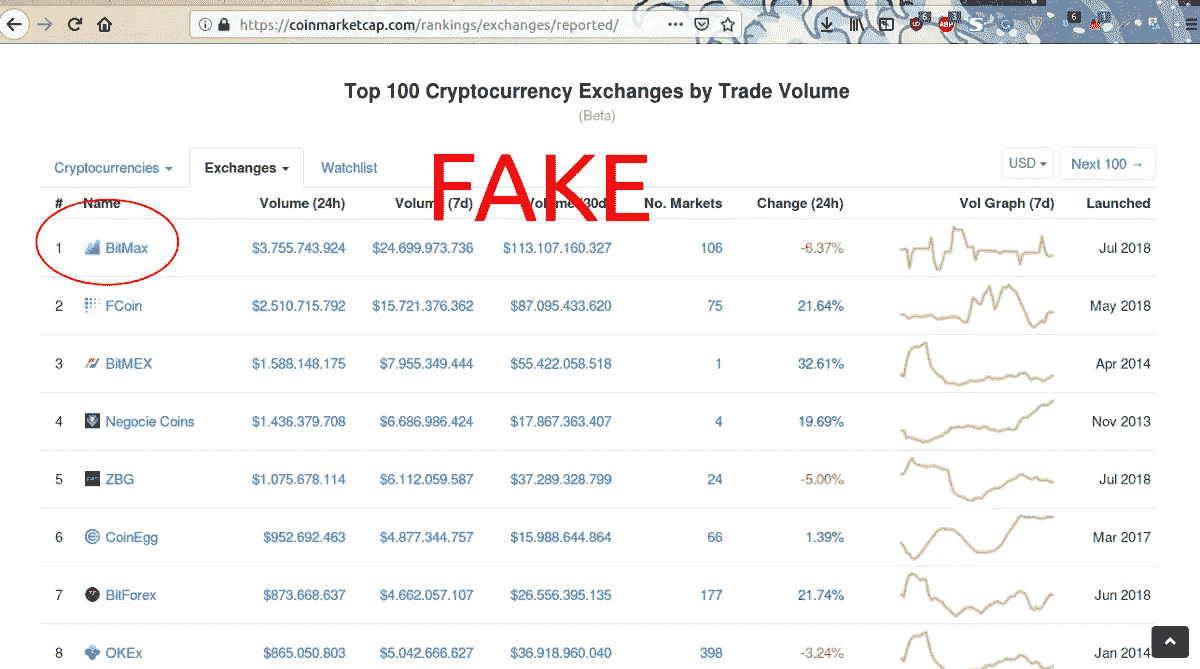 https://coinmarketcap.com/rankings/exchanges/reported/
Top 100 Cryptocurrency Exchanges by Trade Volume
(Beta)
Cryptocurrencies Exchanges Watchlist USD Next 100 →
FAKE
# Name Volume (24h) Volume (7d) Volume (30d) No. Markets Change (24h) Vol Graph (7d) Launched
1 BitMax $3.755.743.924 $24.699.973.736 $113.107.160.327 106 -6.37% Jul 2018
2 FCoin $2.510.715.792 $15.721.376.362 $87.095.433.620 75 21.64% May 2018
3 BitMEX $1.588.148.175 $7.955.349.444 $55.422.058.518 1 32.61% Apr 2014
4 Negocie Coins $1.436.379.708 $6.686.986.424 $17.867.363.407 4 19.69% Nov 2013
5 ZBG $1.075.678.114 $6.112.059.587 $37.289.328.799 24 -5.00% Jul 2018
6 CoinEgg $952.692.463 $4.877.344.757 $15.988.644.864 66 1.39% Mar 2017
7 BitForex $873.668.637 $4.662.057.107 $26.556.395.135 177 21.74% Jun 2018
8 OKEx $865.050.803 $5.042.666.627 $36.918.960.040 398 -3.24% Jan 2014